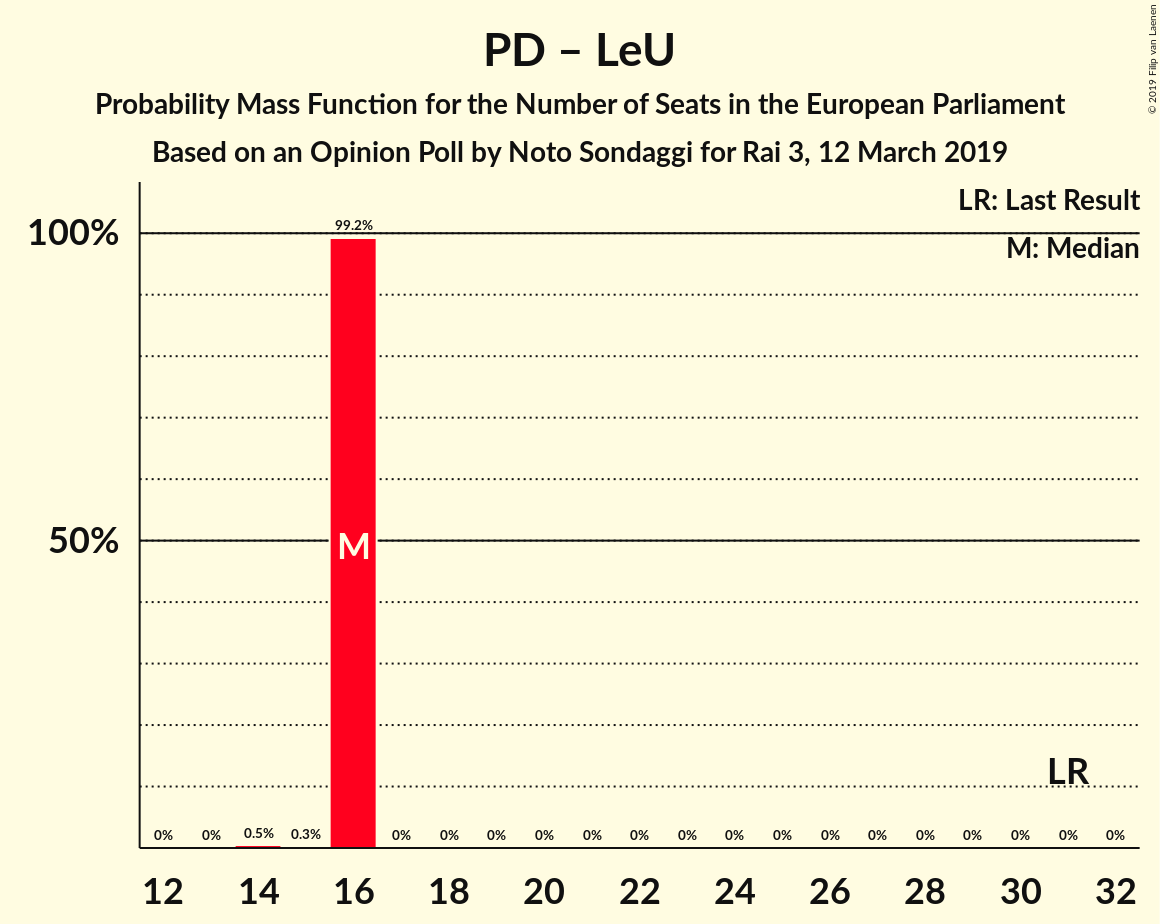 PD – LeU
Probability Mass Function for the Number of Seats in the European Parliament
Based on an Opinion Poll by Noto Sondaggi for Rai 3, 12 March 2019
© 2019 Filip van Laenen
LR: Last Result
M: Median
100%
50%
99.2%
M
LR
0% 0% 0.5% 0.3% 0% 0% 0% 0% 0% 0% 0% 0% 0% 0% 0% 0% 0% 0% 0% 0%
12 14 16 18 20 22 24 26 28 30 32